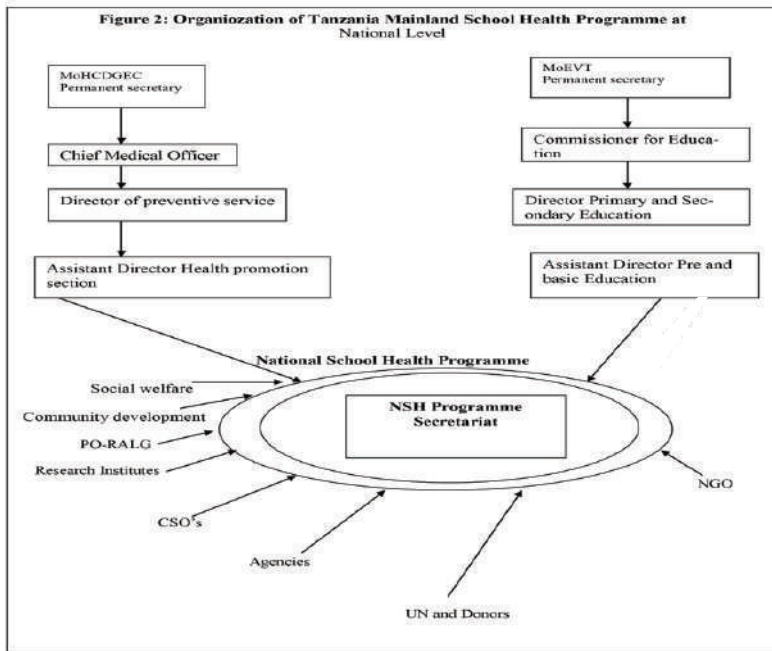 Figure 2: Organiozation of Tanzania Mainland School Health Programme at
National Level
MoHCDGEC
Permanent secretary
MoEVT
Permanent secretary
Chief Medical Officer
Commissioner for Educa-
tion
Director of preventive service
Director Primary and Sec-
ondary Education
Assistant Director Health promotion
section
Assistant Director Pre and
basic Education
National School Health Programme
Social welfare
Community development
PO-RALG
Research Institutes
CSO's
Agencies
UN and Donors
NGO
NSH Programme
Secretariat